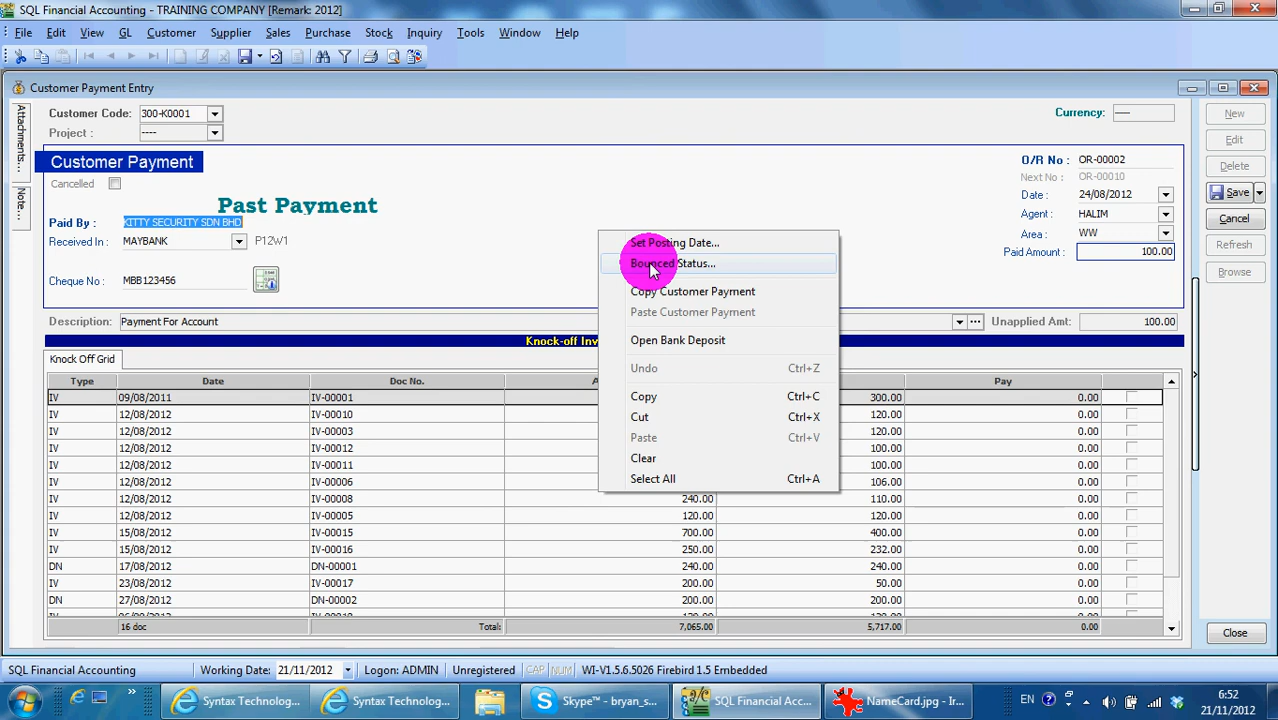 SQL Financial Accounting - TRAINING COMPANY [Remark: 2012]
File Edit View GL Customer Supplier Sales Purchase Stock Inquiry Tools Window Help
Customer Payment Entry
Attachments...
Note...
Customer Code: 300-K0001
Currency: ----
New
Project : ----
Edit
Customer Payment
O/R No : OR-00002
Delete
Cancelled
Next No : OR-00010
Past Payment
Date : 24/08/2012
Save
Paid By : KITTY SECURITY SDN BHD
Agent : HALIM
Cancel
Received In : MAYBANK P12W1
Area : WW
Refresh
Paid Amount : 100.00
Browse
Cheque No : MBB123456
Description: Payment For Account
Unapplied Amt: 100.00
Set Posting Date...
Bounced Status...
Copy Customer Payment
Paste Customer Payment
Open Bank Deposit
Undo Ctrl+Z
Copy Ctrl+C
Cut Ctrl+X
Paste Ctrl+V
Clear
Select All Ctrl+A
Knock-off Inv
Knock Off Grid
Type Date Doc No. A Pay
IV 09/08/2011 IV-00001 300.00 0.00
IV 12/08/2012 IV-00010 120.00 0.00
IV 12/08/2012 IV-00003 120.00 0.00
IV 12/08/2012 IV-00012 100.00 0.00
IV 12/08/2012 IV-00011 100.00 0.00
IV 12/08/2012 IV-00006 106.00 0.00
IV 12/08/2012 IV-00008 240.00 110.00 0.00
IV 12/08/2012 IV-00005 120.00 120.00 0.00
IV 12/08/2012 IV-00015 700.00 400.00 0.00
IV 12/08/2012 IV-00016 250.00 232.00 0.00
DN 17/08/2012 DN-00001 240.00 240.00 0.00
IV 23/08/2012 IV-00017 200.00 50.00 0.00
DN 27/08/2012 DN-00002 200.00 200.00 0.00
16 doc Total: 7,065.00 5,717.00 0.00
Close
SQL Financial Accounting Working Date: 21/11/2012 Logon: ADMIN Unregistered CAP NUM WI-V1.5.6.5026 Firebird 1.5 Embedded
Syntax Technolog... Syntax Technolog... Skype™ - bryan_s... SQL Financial Acc... NameCard.jpg - Ir... EN 6:52
21/11/2012